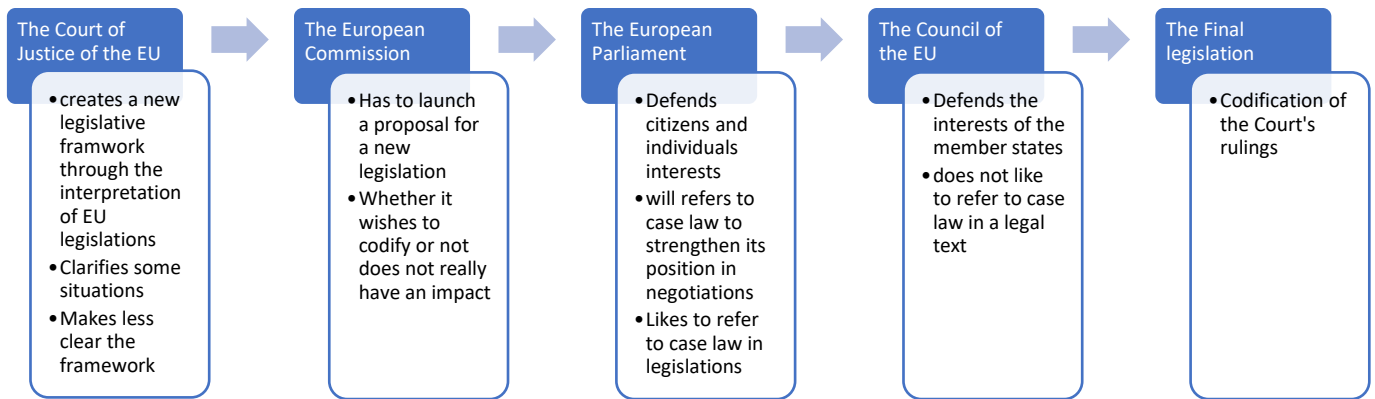 The Court of
Justice of the EU
•creates a new
legislative
framwork
through the
interpretation
of EU
legislations
•Clarifies some
situations
•Makes less
clear the
framework
The European
Commission
•Has to launch
a proposal for
a new
legislation
•Whether it
wishes to
codify or not
does not really
have an impact
The European
Parliament
•Defends
citizens and
individuals
interests
•will refers to
case law to
strengthen its
position in
negotiations
•Likes to refer
to case law in
legislations
The Council of
the EU
•Defends the
interests of the
member states
•does not like
to refer to case
law in a legal
text
The Final
legislation
•Codification of
the Court's
rulings